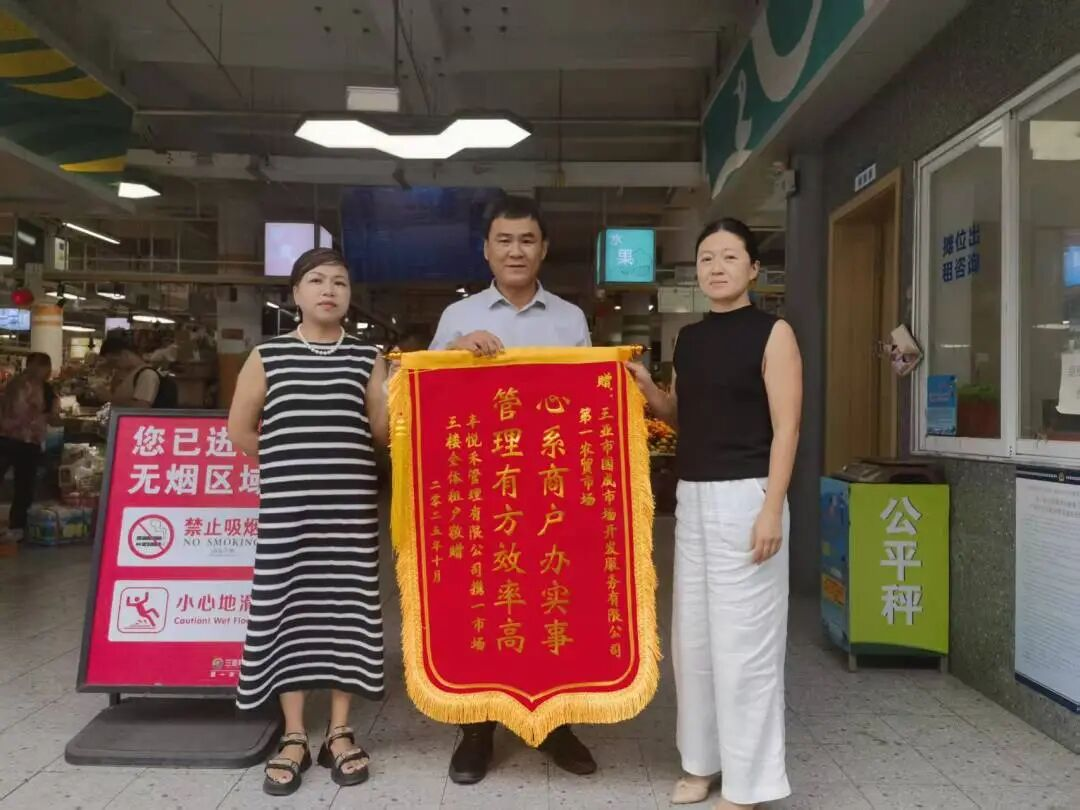 水
果
摊位出
租咨询
您已进
无烟区域
禁止吸烟
NO SMOKING
小心地滑
Caution! Wet Floo
赠：三亚市国成市场开发服务有限公司
第一农贸市场
心系商户办实事
管理有方效率高
丰悦禾管理有限公司携一市场
三楼全体租户敬赠
二零二五年十月
公平秤